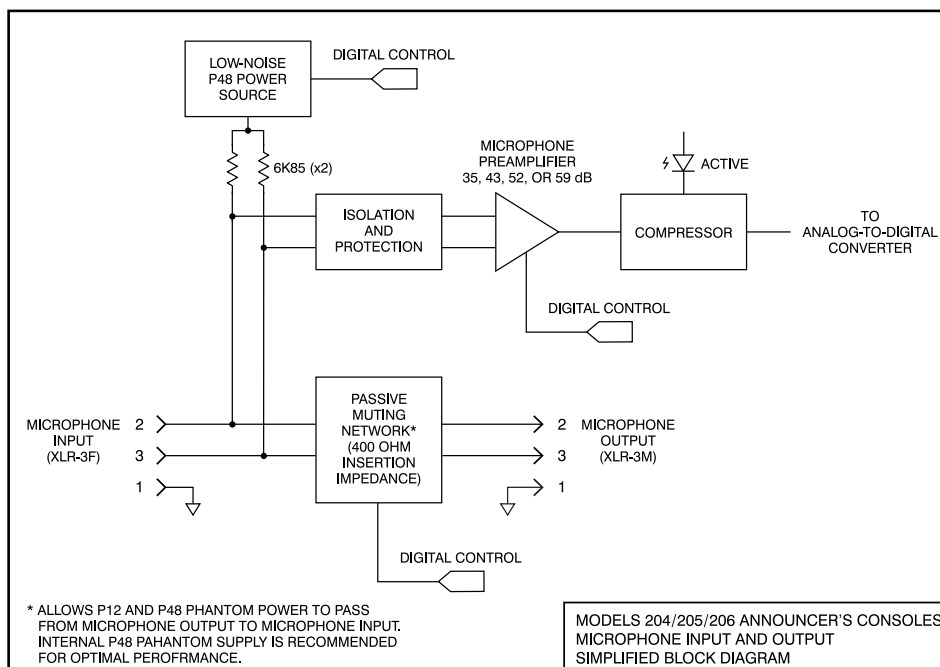 LOW-NOISE
P48 POWER
SOURCE
DIGITAL CONTROL
6K85 (x2)
MICROPHONE
PREAMPLIFIER
35, 43, 52, OR 59 dB
ACTIVE
ISOLATION
AND
PROTECTION
COMPRESSOR
TO
ANALOG-TO-DIGITAL
CONVERTER
DIGITAL CONTROL
MICROPHONE
INPUT
(XLR-3F)
2
3
1
PASSIVE
MUTING
NETWORK*
(400 OHM
INSERTION
IMPEDANCE)
2
3
1
MICROPHONE
OUTPUT
(XLR-3M)
DIGITAL CONTROL
* ALLOWS P12 AND P48 PHANTOM POWER TO PASS
FROM MICROPHONE OUTPUT TO MICROPHONE INPUT.
INTERNAL P48 PAHANTOM SUPPLY IS RECOMMENDED
FOR OPTIMAL PEROFRMANCE.
MODELS 204/205/206 ANNOUNCER'S CONSOLES
MICROPHONE INPUT AND OUTPUT
SIMPLIFIED BLOCK DIAGRAM